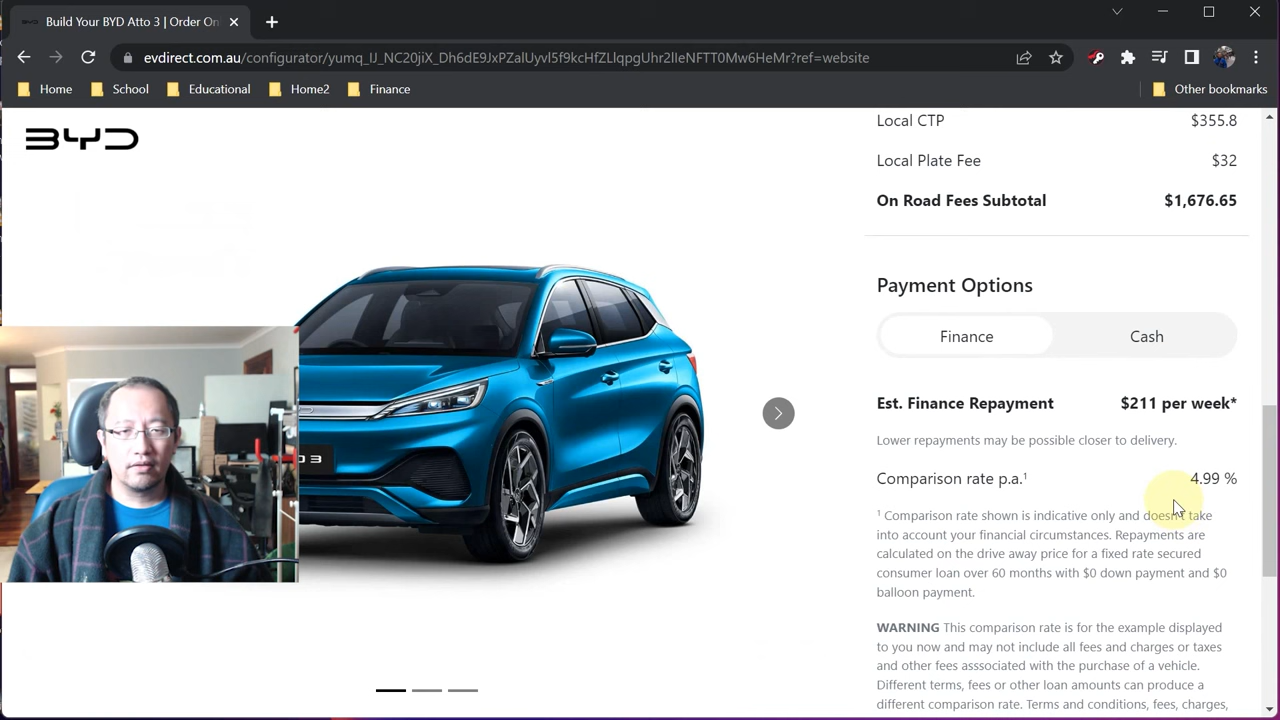 Build Your BYD Atto 3 | Order On
evdirect.com.au/configurator/yumq_IJ_NC20jiX_Dh6dE9JxPZalUyvl5f9kcHfZLlqpgUhr2lIeNFTT0Mw6HeMr?ref=website
Home School Educational Home2 Finance Other bookmarks
BYD
Local CTP $355.8
Local Plate Fee $32
On Road Fees Subtotal $1,676.65
Payment Options
Finance Cash
Est. Finance Repayment $211 per week*
Lower repayments may be possible closer to delivery.
Comparison rate p.a.¹ 4.99 %
¹ Comparison rate shown is indicative only and doesn't take
into account your financial circumstances. Repayments are
calculated on the drive away price for a fixed rate secured
consumer loan over 60 months with $0 down payment and $0
balloon payment.
WARNING This comparison rate is for the example displayed
to you now and may not include all fees and charges or taxes
and other fees asssociated with the purchase of a vehicle.
Different terms, fees or other loan amounts can produce a
different comparison rate. Terms and conditions, fees, charges,